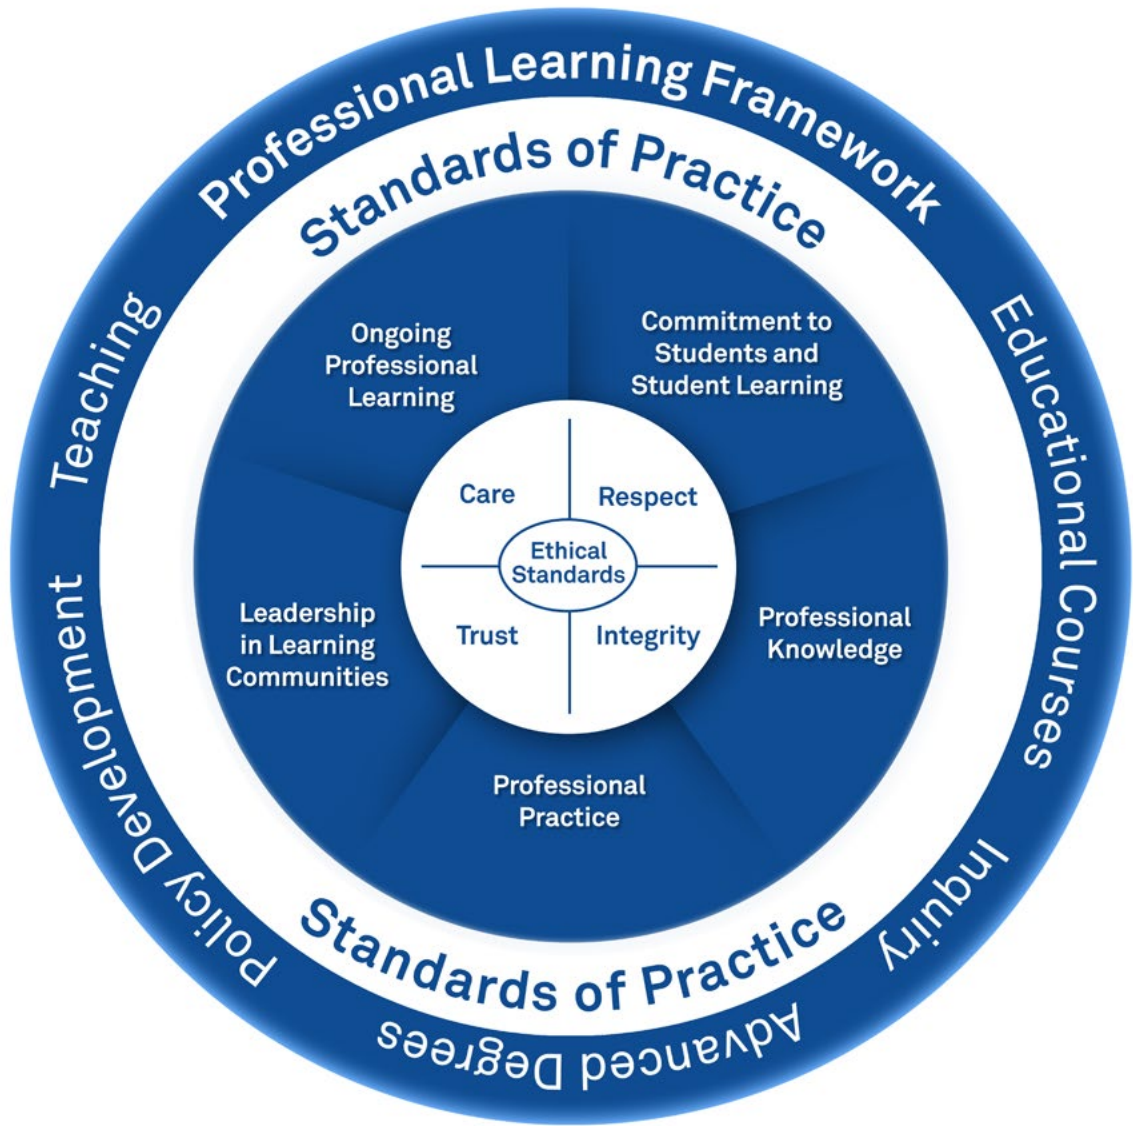 Professional Learning Framework
Standards of Practice
Teaching
Educational Courses
Ongoing
Professional
Learning
Commitment to
Students and
Student Learning
Care
Respect
Ethical
Standards
Trust
Integrity
Leadership
in Learning
Communities
Professional
Knowledge
Professional
Practice
Policy Development
Inquiry
Standards of Practice
Advanced Degrees